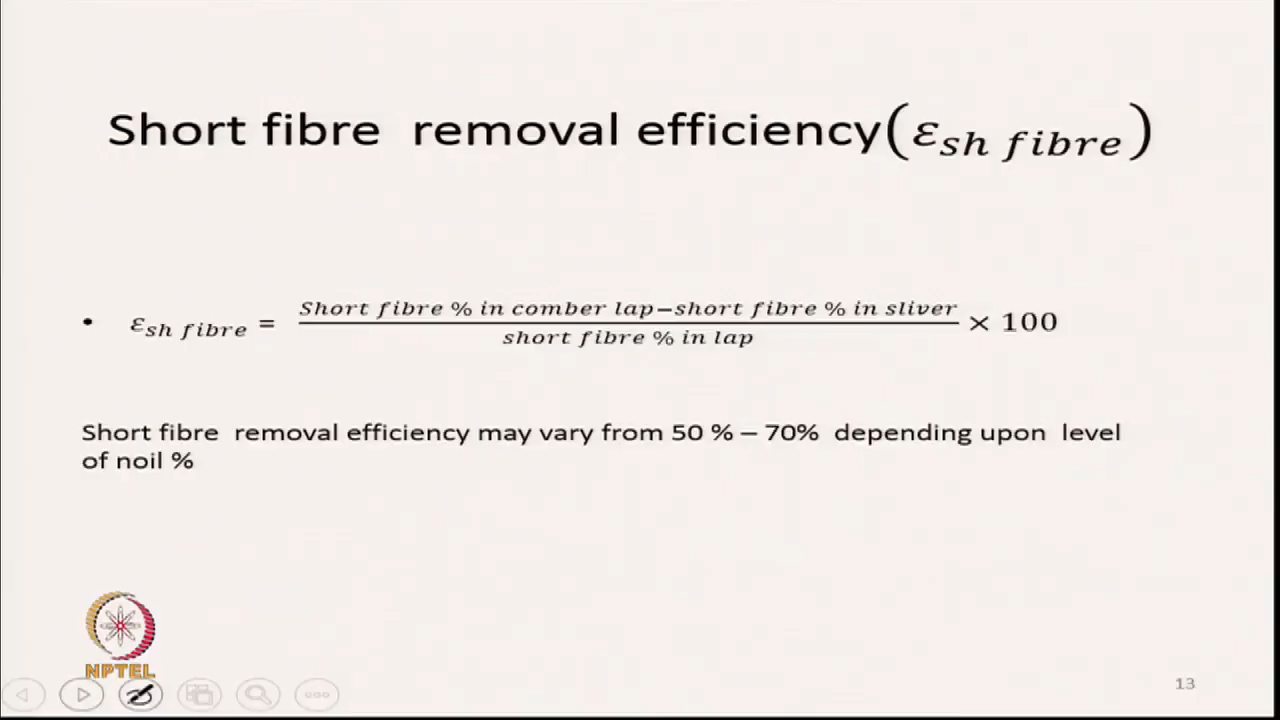 Short fibre removal efficiency(ε_sh fibre)
• ε_sh fibre = (Short fibre % in comber lap−short fibre % in sliver) / (short fibre % in lap) × 100
Short fibre removal efficiency may vary from 50 % – 70% depending upon level
of noil %
NPTEL
13